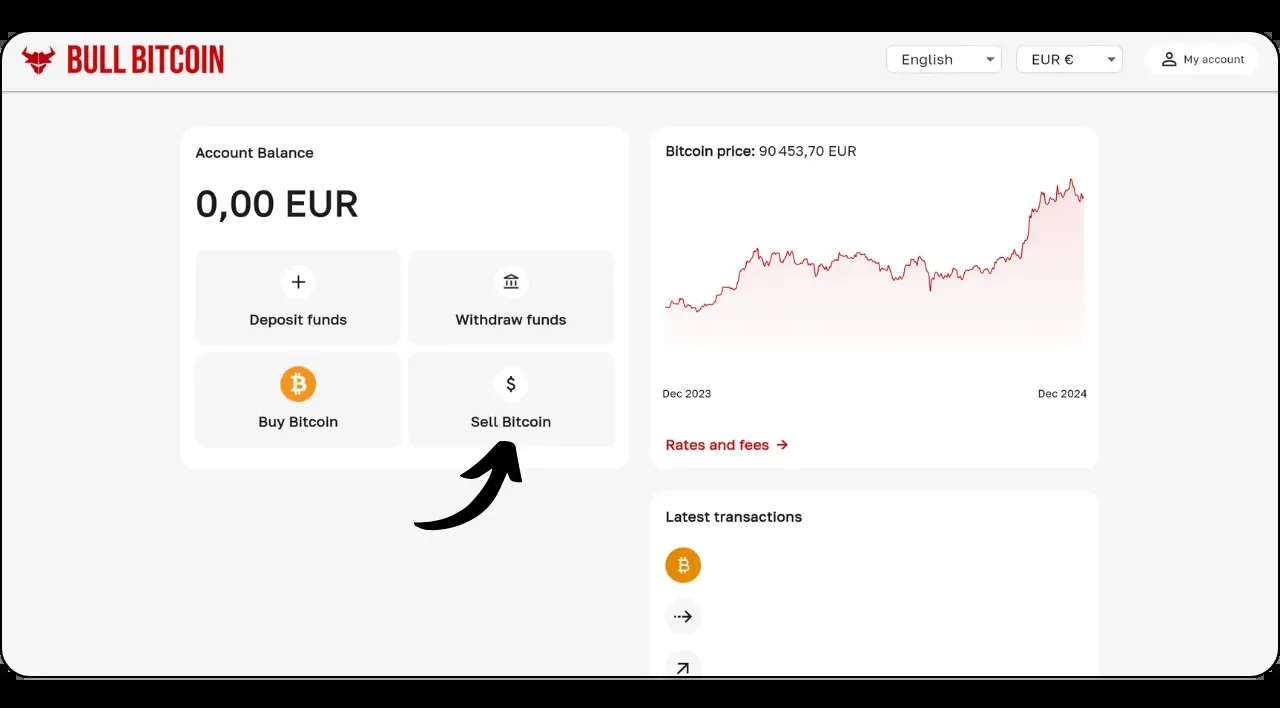 BULL BITCOIN
English
EUR €
My account
Account Balance
0,00 EUR
Deposit funds
Withdraw funds
Buy Bitcoin
$
Sell Bitcoin
Bitcoin price: 90 453,70 EUR
Dec 2023
Dec 2024
Rates and fees →
Latest transactions